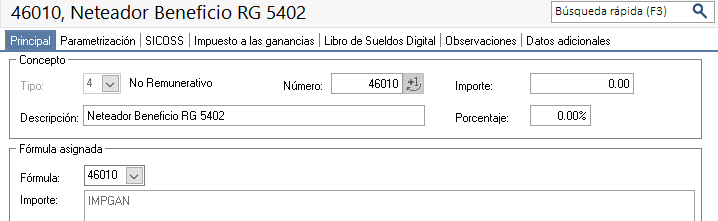 46010, Neteador Beneficio RG 5402
Búsqueda rápida (F3)
Principal Parametrización SICOSS Impuesto a las ganancias Libro de Sueldos Digital Observaciones Datos adicionales
Concepto
Tipo: 4 No Remunerativo Número: 46010 +1 Importe: 0.00
Descripción: Neteador Beneficio RG 5402 Porcentaje: 0.00%
Fórmula asignada
Fórmula: 46010
Importe: IMPGAN